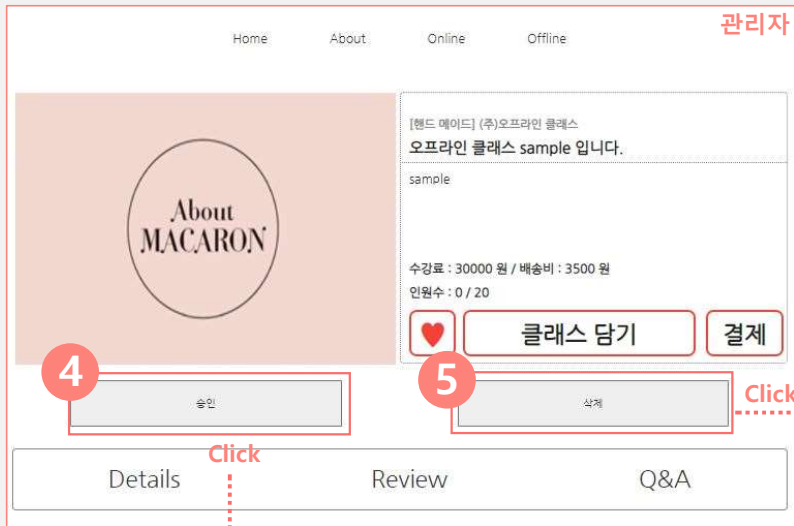 관리자
Home About Online Offline
About
MACARON
[핸드 메이드] (주)오프라인 클래스
오프라인 클래스 sample 입니다.
sample
수강료 : 30000 원 / 배송비 : 3500 원
인원수 : 0 / 20
클래스 담기 결제
4 5
승인 삭제
Click
Click
Details Review Q&A